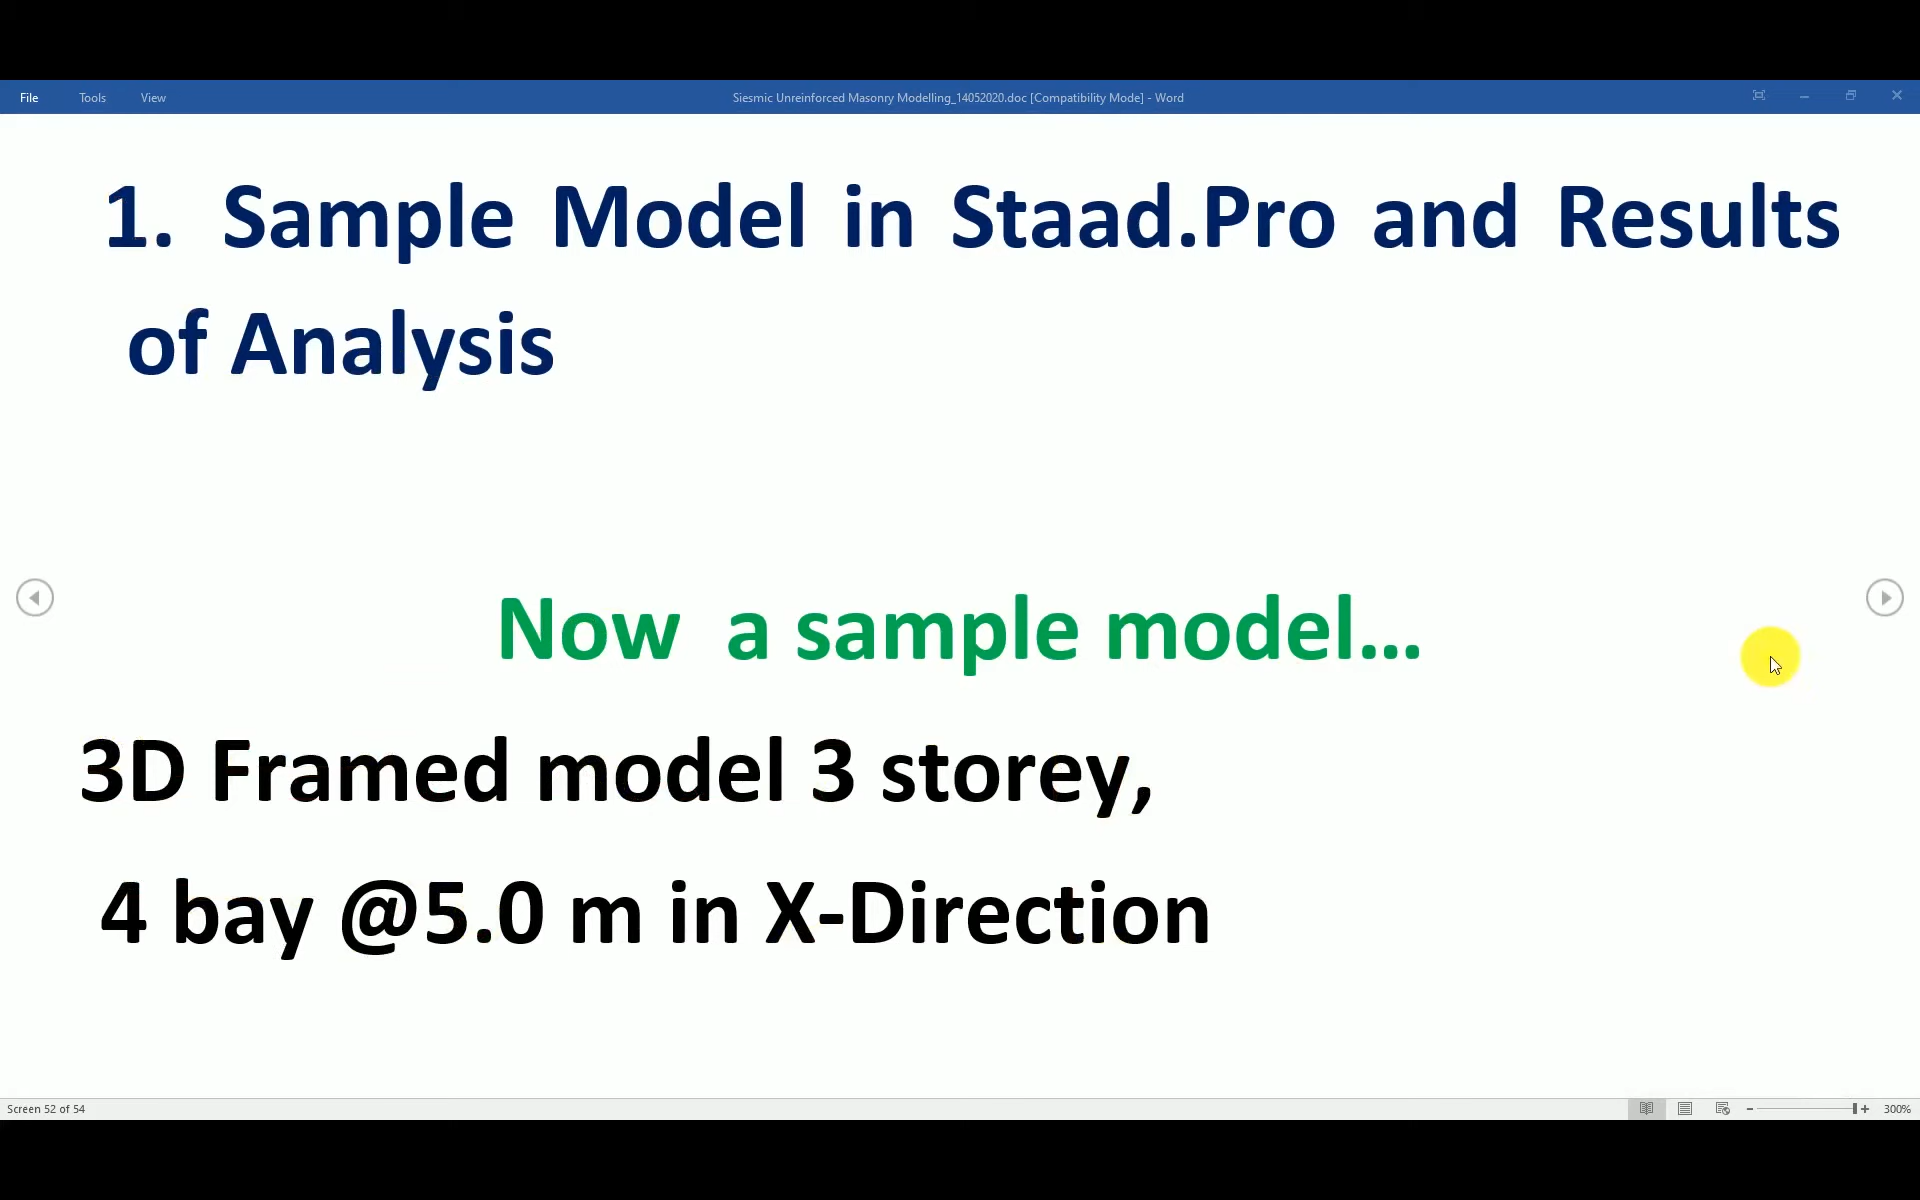 File Tools View Siesmic Unreinforced Masonry Modelling_14052020.doc [Compatibility Mode] - Word
1. Sample Model in Staad.Pro and Results
of Analysis
Now a sample model...
3D Framed model 3 storey,
4 bay @5.0 m in X-Direction
Screen 52 of 54 300%